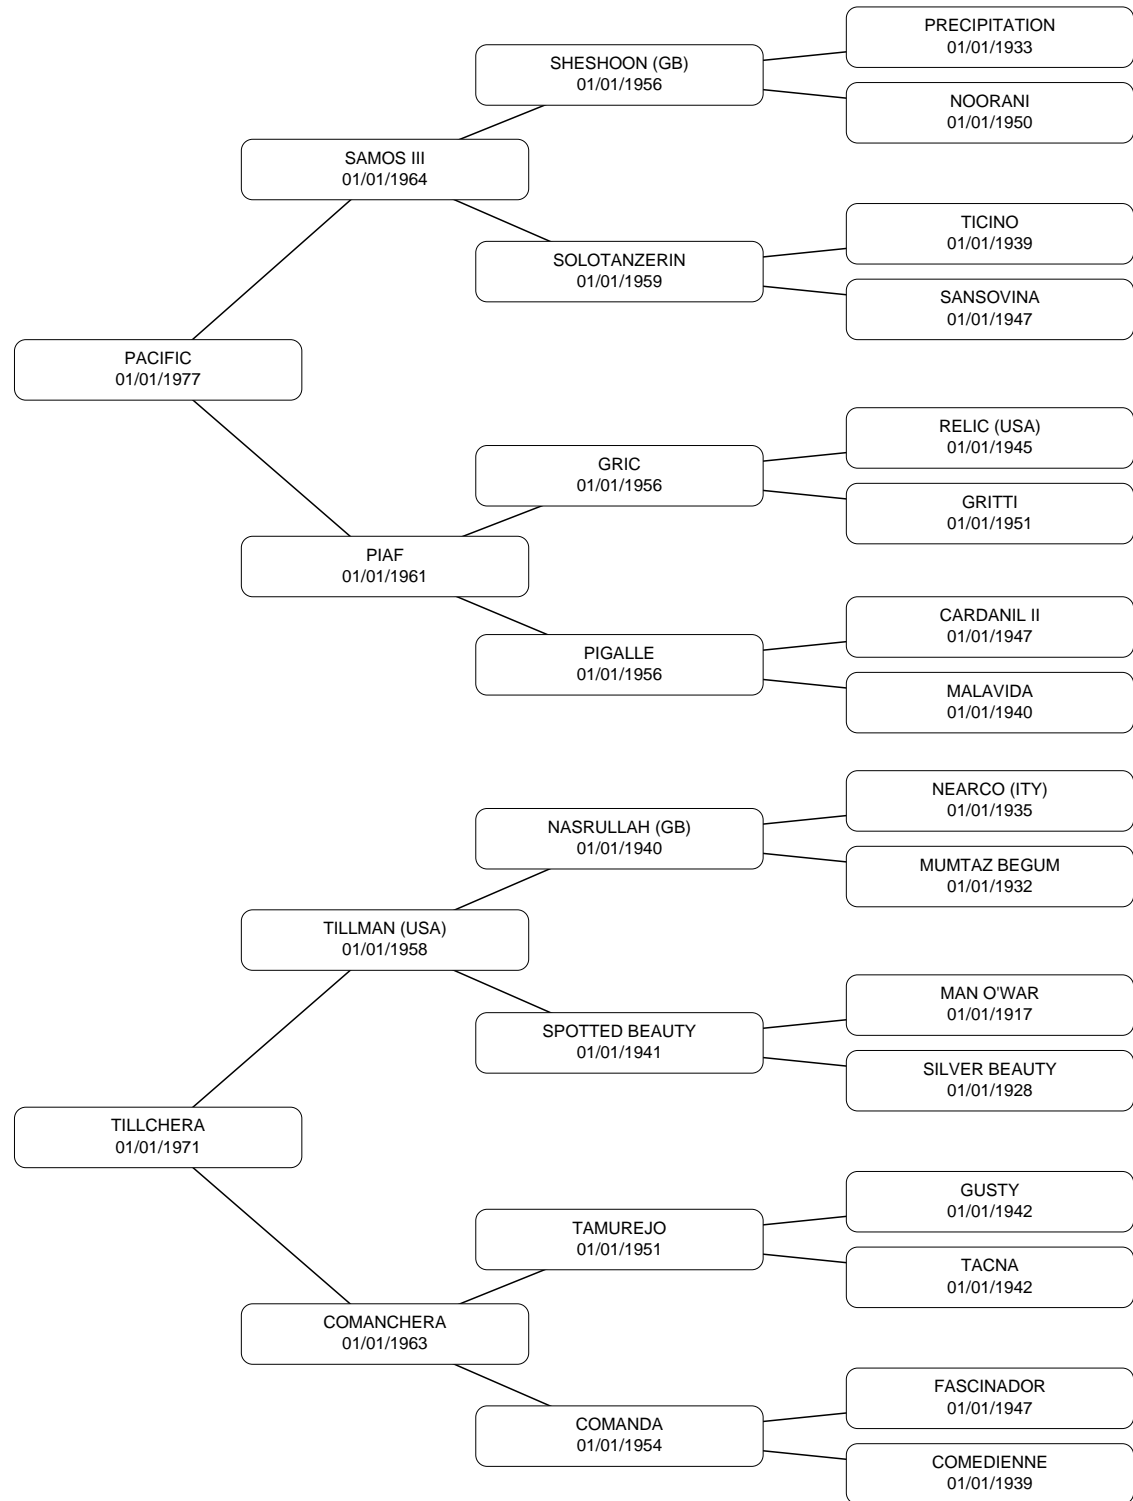 PRECIPITATION
01/01/1933
SHESHOON (GB)
01/01/1956
NOORANI
01/01/1950
SAMOS III
01/01/1964
TICINO
01/01/1939
SOLOTANZERIN
01/01/1959
SANSOVINA
01/01/1947
PACIFIC
01/01/1977
RELIC (USA)
01/01/1945
GRIC
01/01/1956
GRITTI
01/01/1951
PIAF
01/01/1961
CARDANIL II
01/01/1947
PIGALLE
01/01/1956
MALAVIDA
01/01/1940
NEARCO (ITY)
01/01/1935
NASRULLAH (GB)
01/01/1940
MUMTAZ BEGUM
01/01/1932
TILLMAN (USA)
01/01/1958
MAN O'WAR
01/01/1917
SPOTTED BEAUTY
01/01/1941
SILVER BEAUTY
01/01/1928
TILLCHERA
01/01/1971
GUSTY
01/01/1942
TAMUREJO
01/01/1951
TACNA
01/01/1942
COMANCHERA
01/01/1963
FASCINADOR
01/01/1947
COMANDA
01/01/1954
COMEDIENNE
01/01/1939